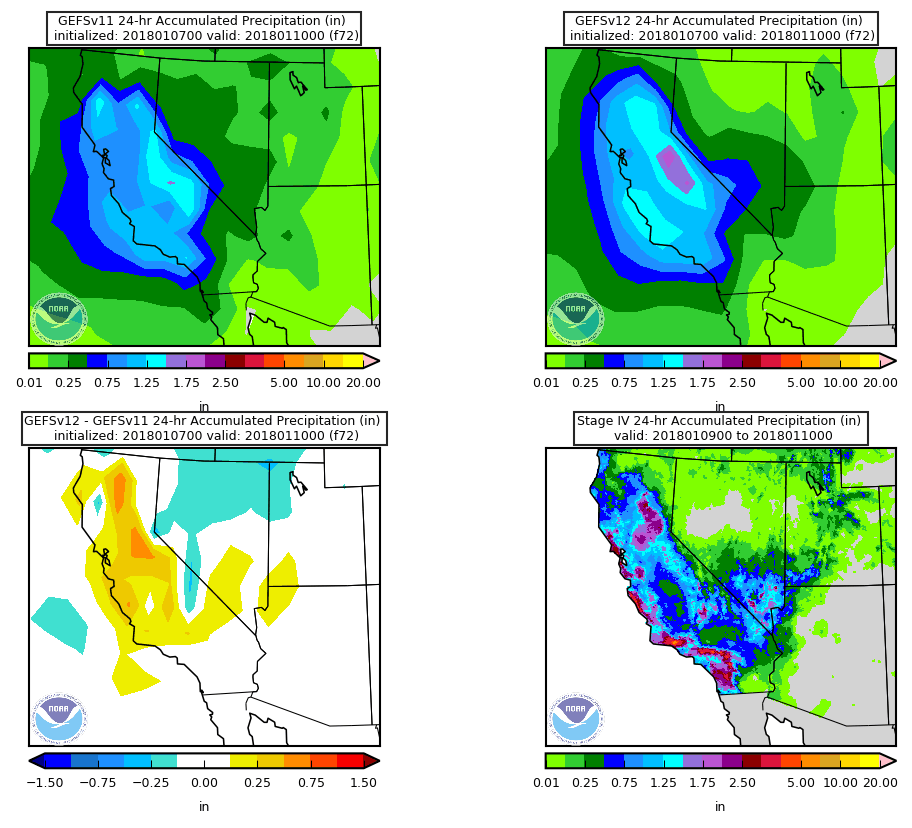 GEFSv11 24-hr Accumulated Precipitation (in)
initialized: 2018010700 valid: 2018011000 (f72)
NOAA
0.01 0.25 0.75 1.25 1.75 2.50 5.00 10.00 20.00
in
GEFSv12 24-hr Accumulated Precipitation (in)
initialized: 2018010700 valid: 2018011000 (f72)
NOAA
0.01 0.25 0.75 1.25 1.75 2.50 5.00 10.00 20.00
in
GEFSv12 - GEFSv11 24-hr Accumulated Precipitation (in)
initialized: 2018010700 valid: 2018011000 (f72)
NOAA
−1.50 −0.75 −0.25 0.00 0.25 0.75 1.50
in
Stage IV 24-hr Accumulated Precipitation (in)
valid: 2018010900 to 2018011000
NOAA
0.01 0.25 0.75 1.25 1.75 2.50 5.00 10.00 20.00
in